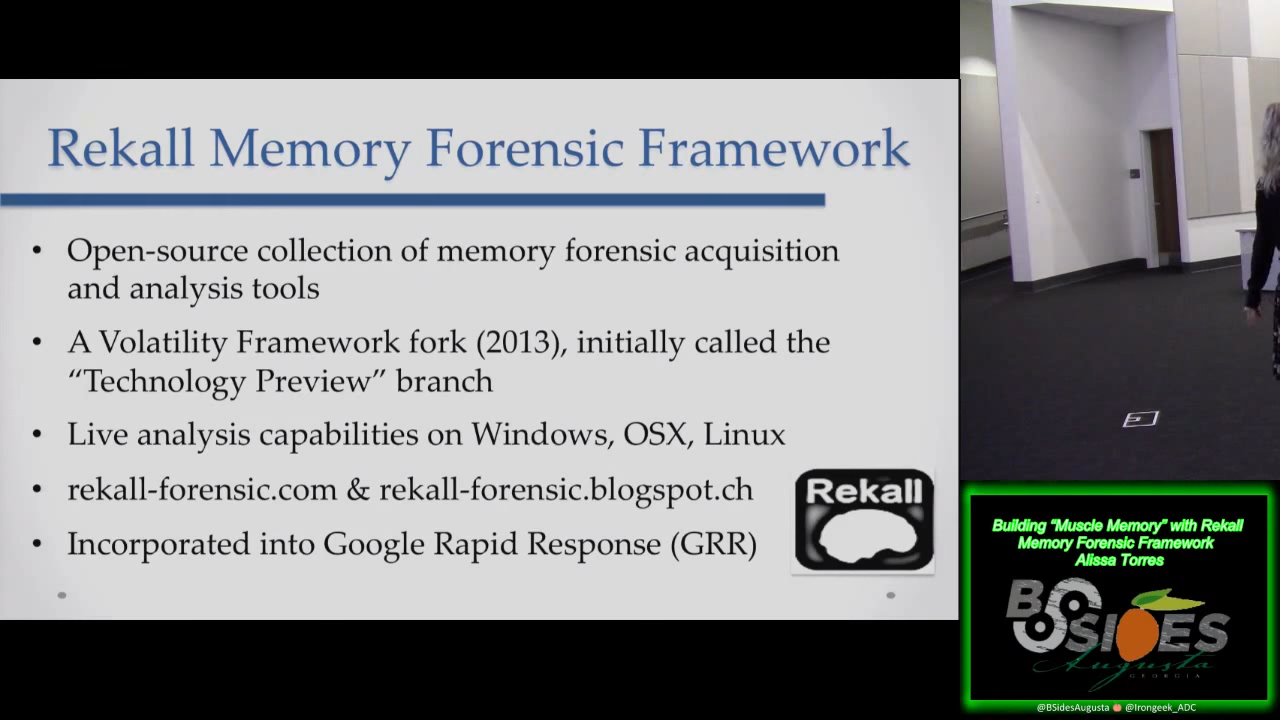 Rekall Memory Forensic Framework
• Open-source collection of memory forensic acquisition
and analysis tools
• A Volatility Framework fork (2013), initially called the
“Technology Preview” branch
• Live analysis capabilities on Windows, OSX, Linux
• rekall-forensic.com & rekall-forensic.blogspot.ch
• Incorporated into Google Rapid Response (GRR)
Rekall
Building “Muscle Memory” with Rekall
Memory Forensic Framework
Alissa Torres
BSIDES
Augusta
GEORGIA
@BSidesAugusta @Irongeek_ADC